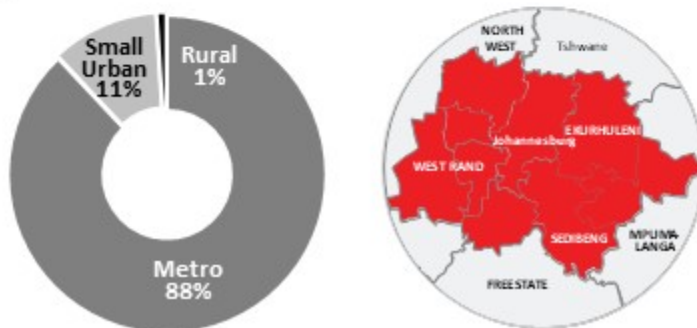 Small
Urban
11%
Rural
1%
Metro
88%
NORTH
WEST
Tshwane
Johannesburg
EKURHULENI
WEST RAND
SEDIBENG
MPUMA-
LANGA
FREE STATE